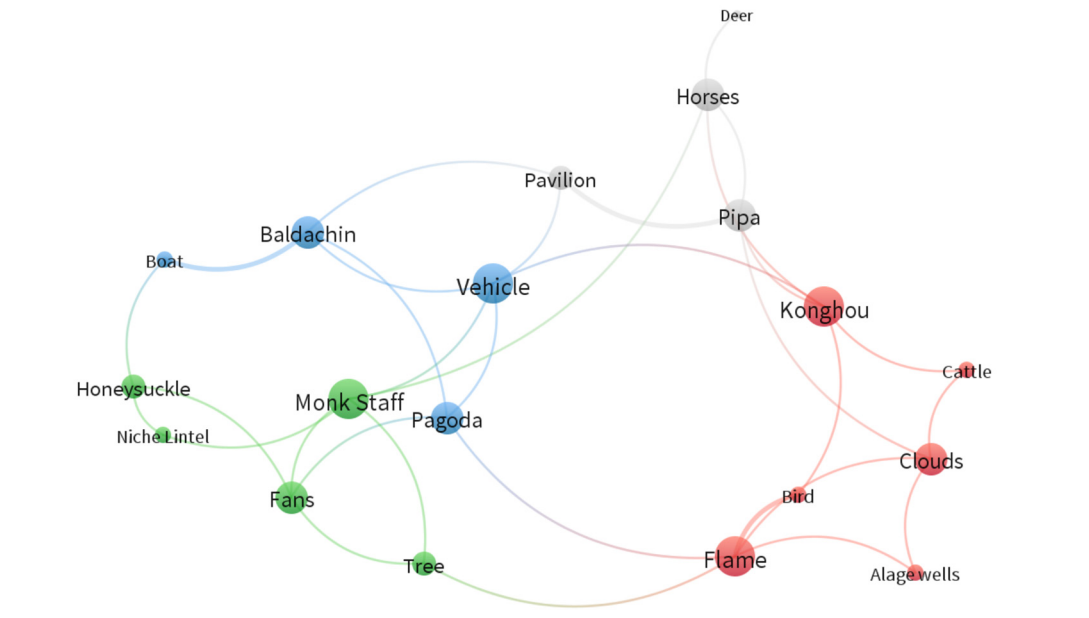 Deer
Horses
Pavilion
Pipa
Baldachin
Boat
Vehicle
Konghou
Cattle
Honeysuckle
Monk Staff
Pagoda
Niche Lintel
Clouds
Fans
Bird
Flame
Tree
Alage wells